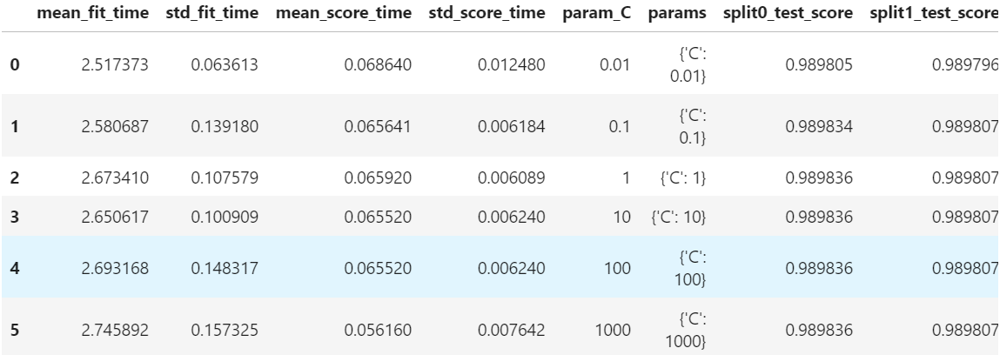 mean_fit_time std_fit_time mean_score_time std_score_time param_C params split0_test_score split1_test_score
0 2.517373 0.063613 0.068640 0.012480 0.01 {'C': 0.01} 0.989805 0.989796
1 2.580687 0.139180 0.065641 0.006184 0.1 {'C': 0.1} 0.989834 0.989807
2 2.673410 0.107579 0.065920 0.006089 1 {'C': 1} 0.989836 0.989807
3 2.650617 0.100909 0.065520 0.006240 10 {'C': 10} 0.989836 0.989807
4 2.693168 0.148317 0.065520 0.006240 100 {'C': 100} 0.989836 0.989807
5 2.745892 0.157325 0.056160 0.007642 1000 {'C': 1000} 0.989836 0.989807